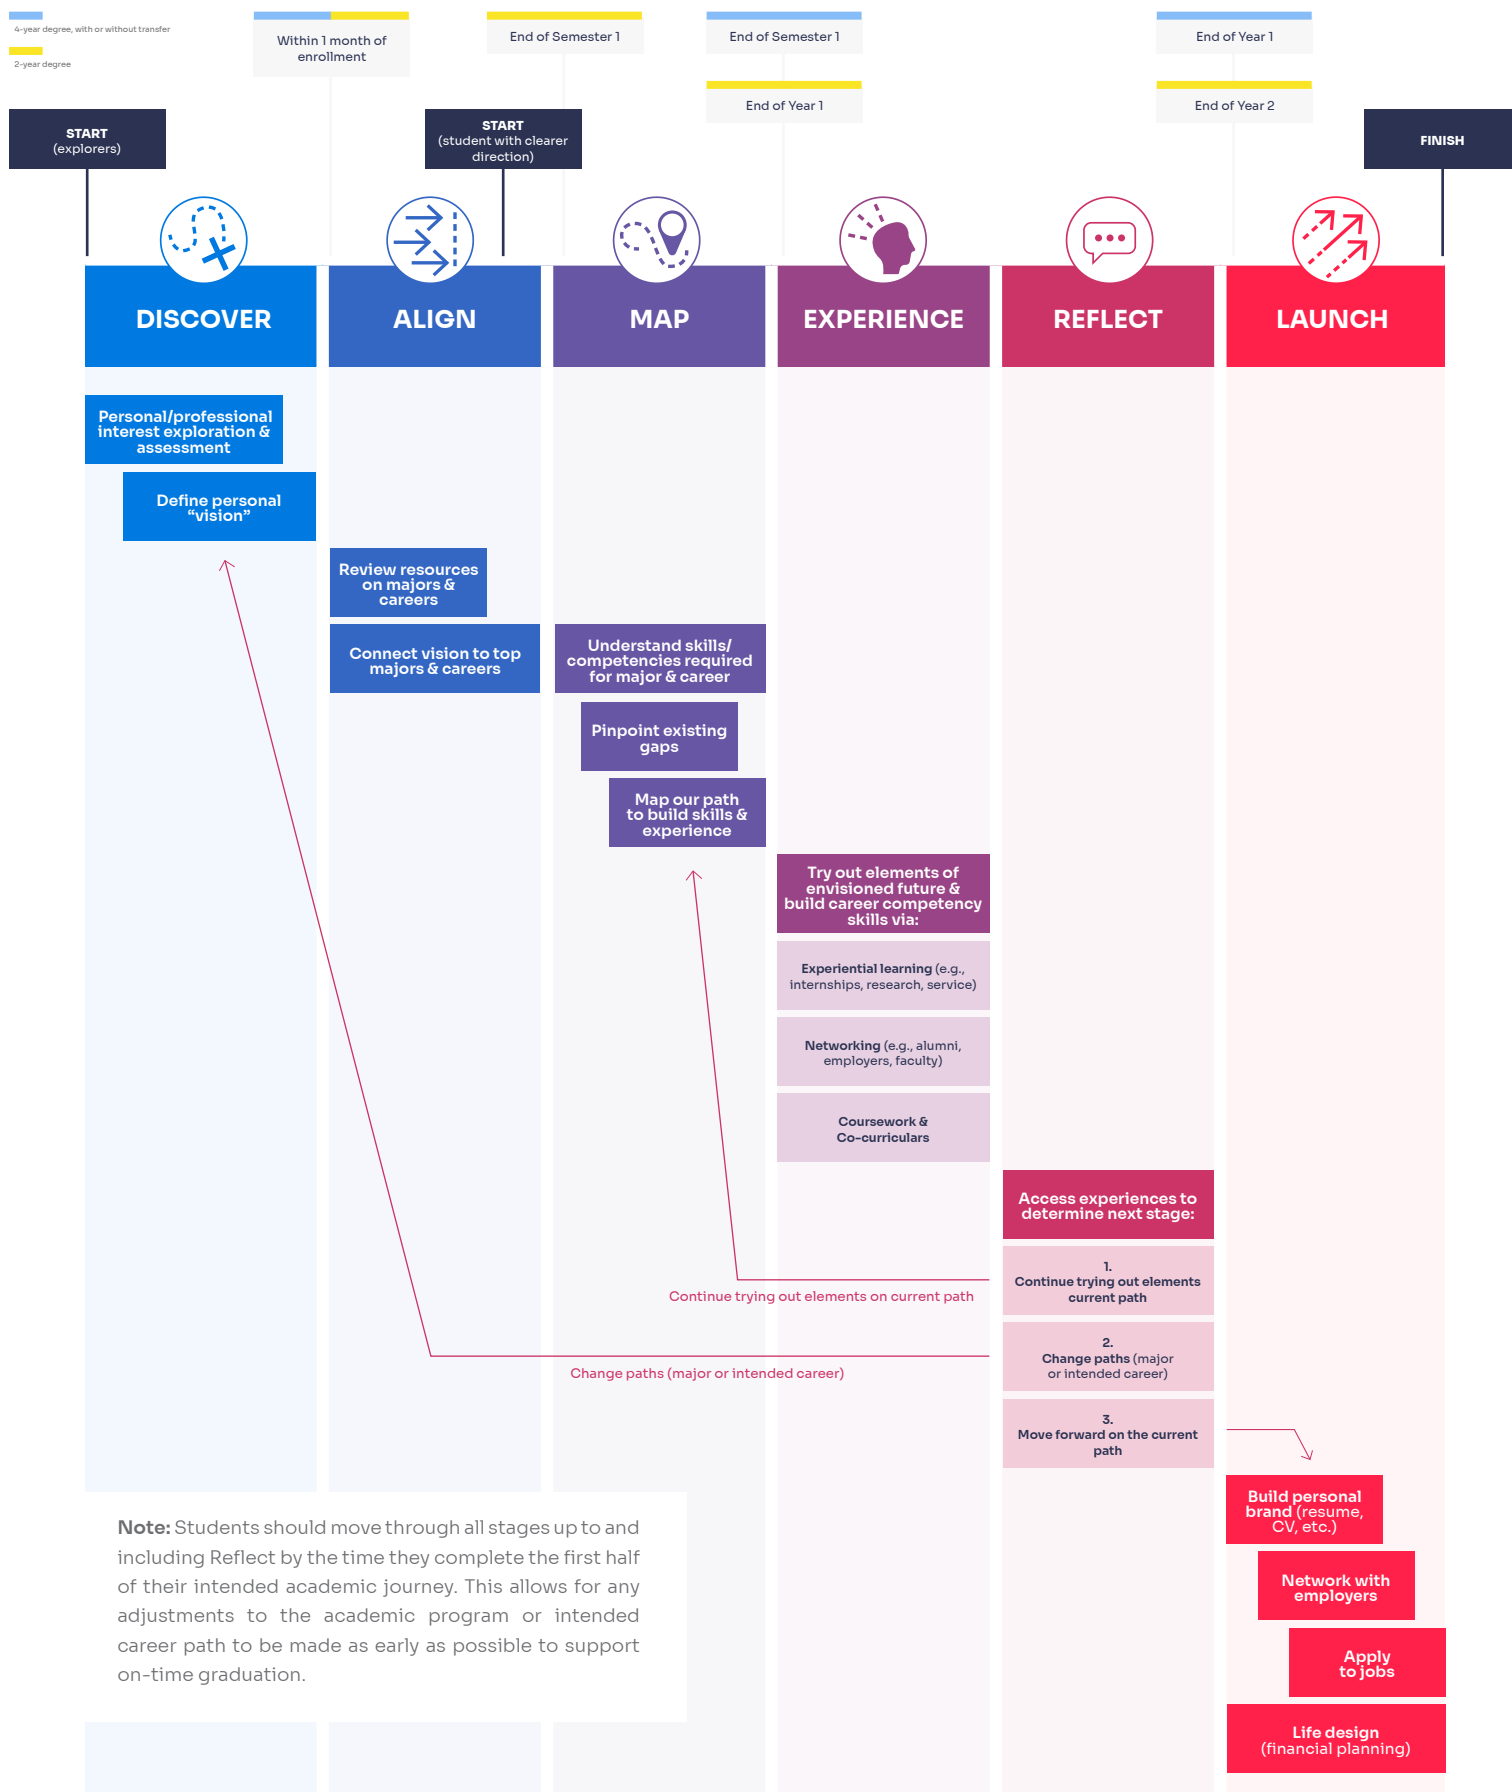 4-year degree, with or without transfer
2-year degree
Within 1 month of
enrollment
End of Semester 1
End of Semester 1
End of Year 1
End of Year 1
End of Year 2
START
(explorers)
START
(student with clearer
direction)
FINISH
DISCOVER
ALIGN
MAP
EXPERIENCE
REFLECT
LAUNCH
Personal/professional
interest exploration &
assessment
Define personal
“vision”
Review resources
on majors &
careers
Connect vision to top
majors & careers
Understand skills/
competencies required
for major & career
Pinpoint existing
gaps
Map our path
to build skills &
experience
Try out elements of
envisioned future &
build career competency
skills via:
Experiential learning (e.g.,
internships, research, service)
Networking (e.g., alumni,
employers, faculty)
Coursework &
Co-curriculars
Access experiences to
determine next stage:
1.
Continue trying out elements
current path
Continue trying out elements on current path
2.
Change paths (major
or intended career)
Change paths (major or intended career)
3.
Move forward on the current
path
Build personal
brand (resume,
CV, etc.)
Network with
employers
Apply
to jobs
Life design
(financial planning)
Note: Students should move through all stages up to and
including Reflect by the time they complete the first half
of their intended academic journey. This allows for any
adjustments to the academic program or intended
career path to be made as early as possible to support
on-time graduation.